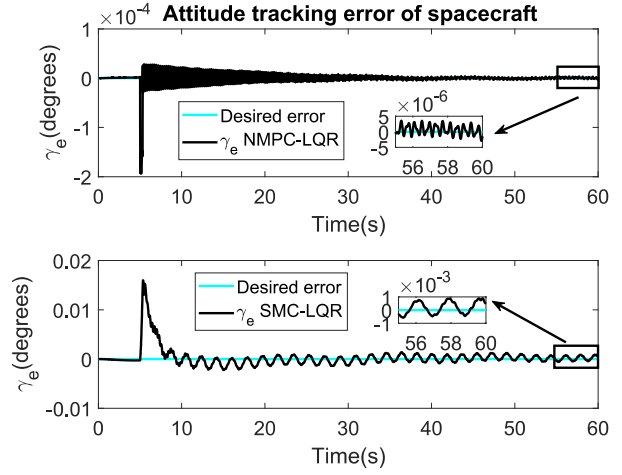 Attitude tracking error of spacecraft
× 10⁻⁴
1
0
-1
-2
γe(degrees)
Desired error
γe NMPC-LQR
× 10⁻⁶
5
0
-5
56 58 60
0 10 20 30 40 50 60
Time(s)
0.02
0.01
0
-0.01
γe(degrees)
Desired error
γe SMC-LQR
× 10⁻³
1
0
-1
56 58 60
0 10 20 30 40 50 60
Time(s)